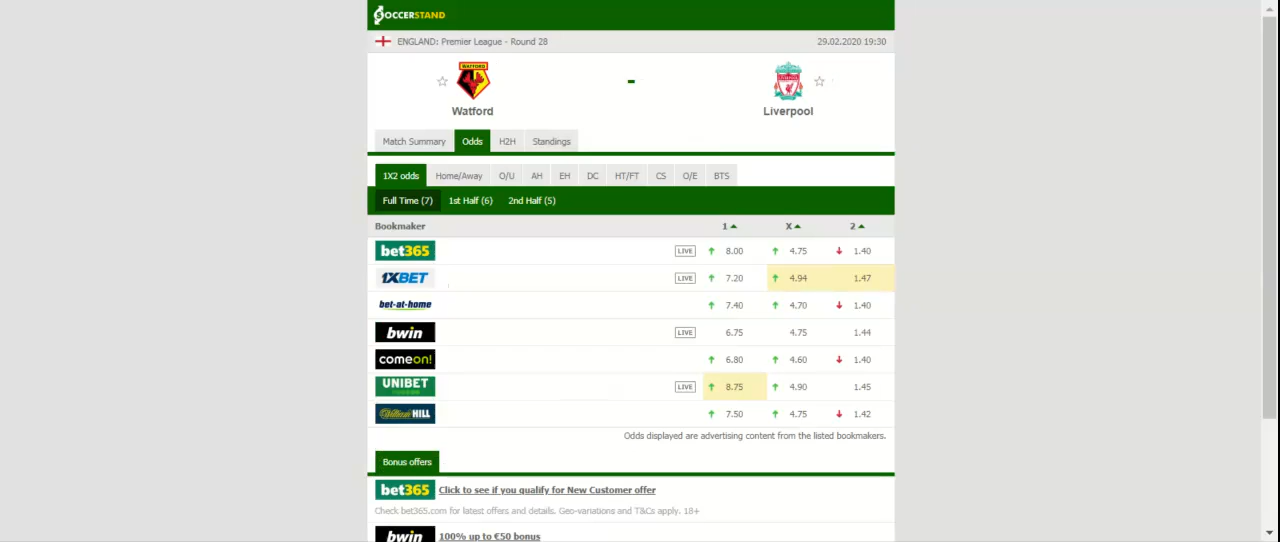 SOCCERSTAND
ENGLAND: Premier League - Round 28 29.02.2020 19:30
WATFORD
-
Watford Liverpool
Match Summary Odds H2H Standings
1X2 odds Home/Away O/U AH EH DC HT/FT CS O/E BTS
Full Time (7) 1st Half (6) 2nd Half (5)
Bookmaker 1 X 2
bet365 LIVE 8.00 4.75 1.40
1XBET LIVE 7.20 4.94 1.47
bet-at-home 7.40 4.70 1.40
bwin LIVE 6.75 4.75 1.44
comeon! 6.80 4.60 1.40
UNIBET LIVE 8.75 4.90 1.45
William HILL 7.50 4.75 1.42
Odds displayed are advertising content from the listed bookmakers.
Bonus offers
bet365 Click to see if you qualify for New Customer offer
Check bet365.com for latest offers and details. Geo-variations and T&Cs apply. 18+
bwin 100% up to €50 bonus